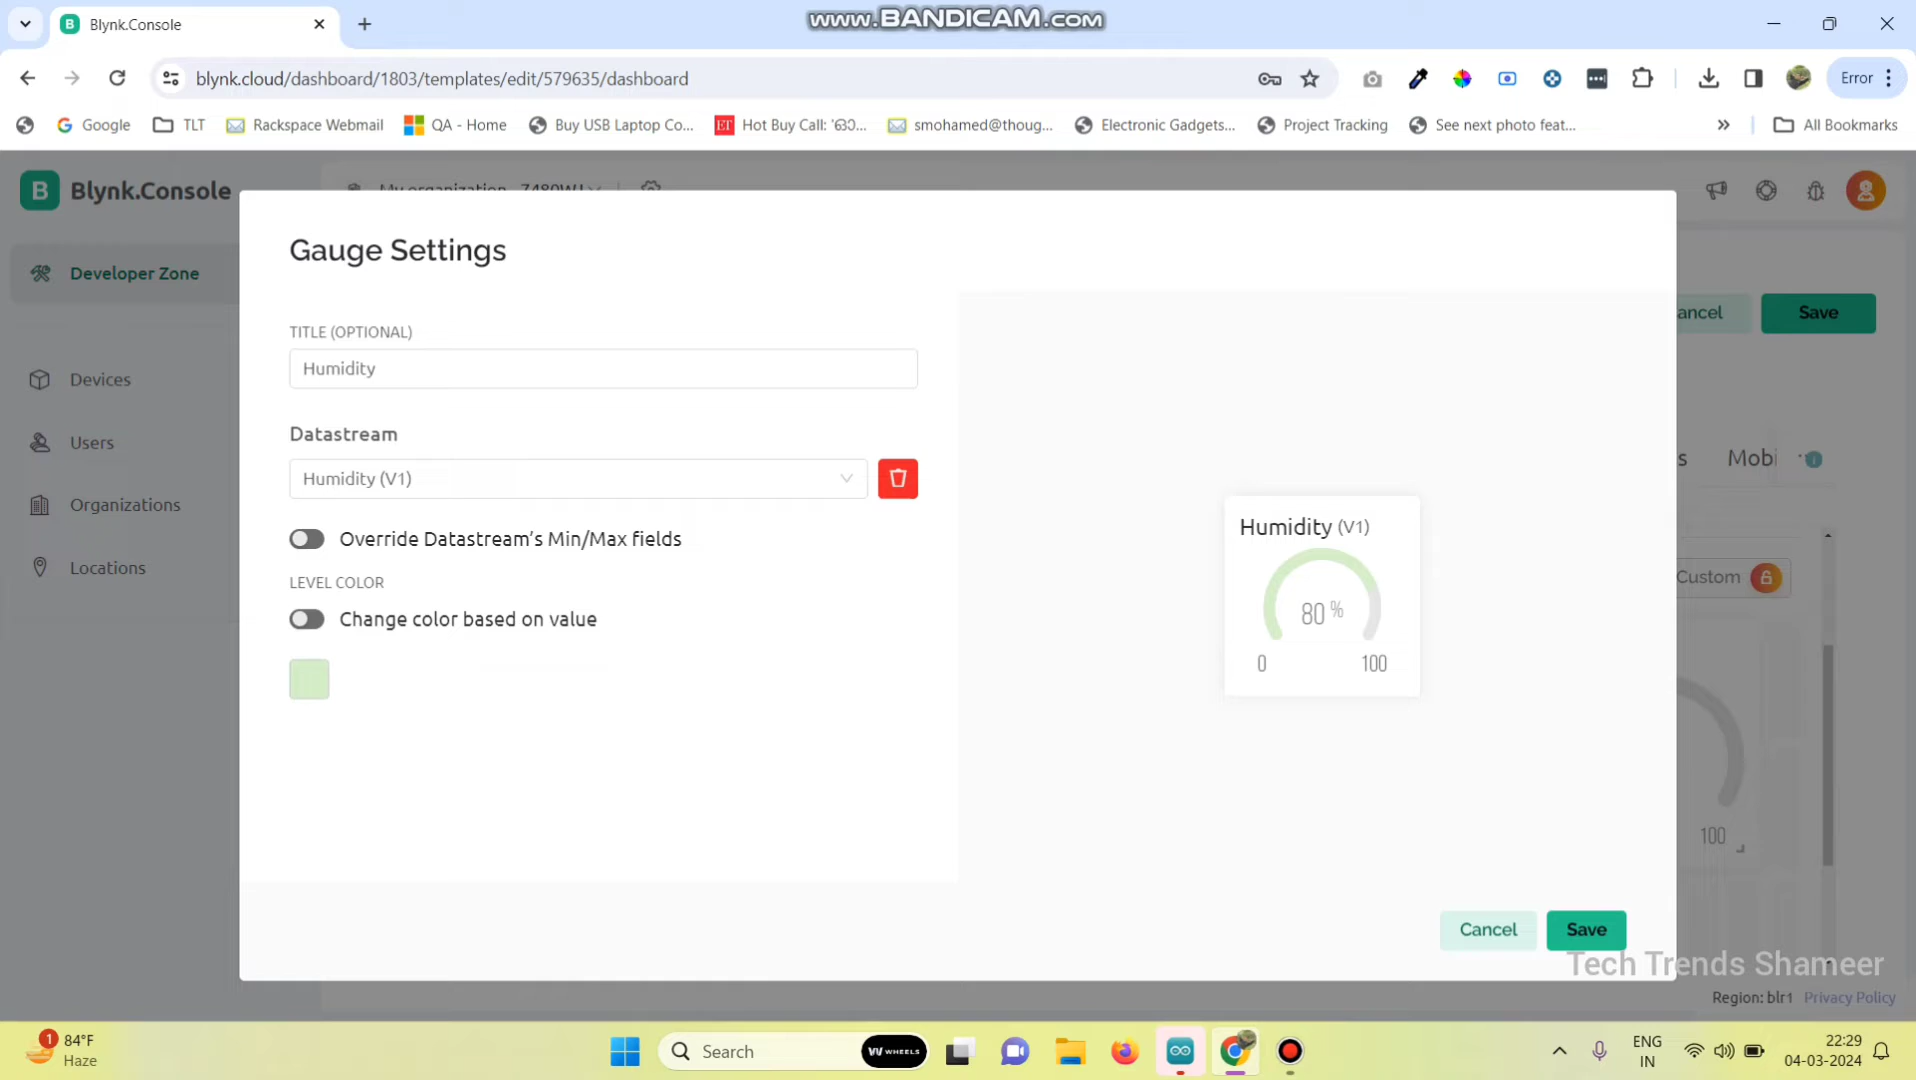 Blynk.Console
www.BANDICAM.com
blynk.cloud/dashboard/1803/templates/edit/579635/dashboard
Error
Google
TLT
Rackspace Webmail
QA - Home
Buy USB Laptop Co...
Hot Buy Call: 'ഓാ...
smohamed@thoug...
Electronic Gadgets...
Project Tracking
See next photo feat...
All Bookmarks
B Blynk.Console
My organization - 7480WU
Developer Zone
Devices
Users
Organizations
Locations
Gauge Settings
TITLE (OPTIONAL)
Humidity
Datastream
Humidity (V1)
Override Datastream's Min/Max fields
LEVEL COLOR
Change color based on value
Humidity (V1)
80 %
0 100
Cancel Save
ancel Save
s Mobi
Custom
100
Tech Trends Shameer
Region: blr1 Privacy Policy
1
84°F
Haze
Search
WHEELS
ENG
IN
22:29
04-03-2024